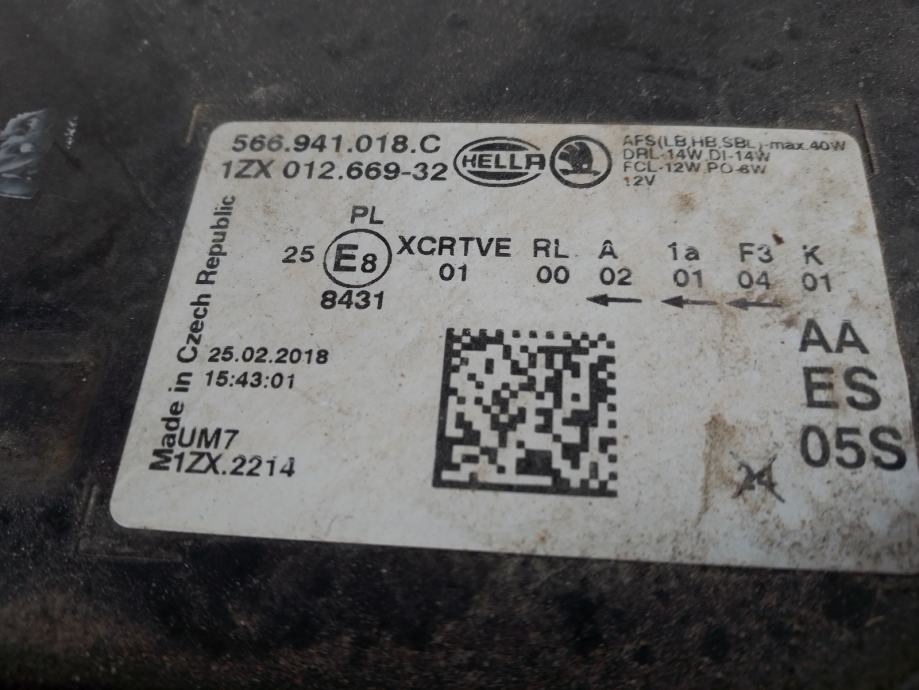 566.941.018.C
1ZX 012.669-32
HELLA
AFS(LB,HB,SBL)-max.40W
DRL-14W,DI-14W
FCL-12W,PO-6W
12V
PL
25 E8 XCRTVE RL A 1a F3 K
8431 01 00 02 01 04 01
Made in Czech Republic
25.02.2018
15:43:01
UM7
1ZX.2214
AA
ES
05S
24